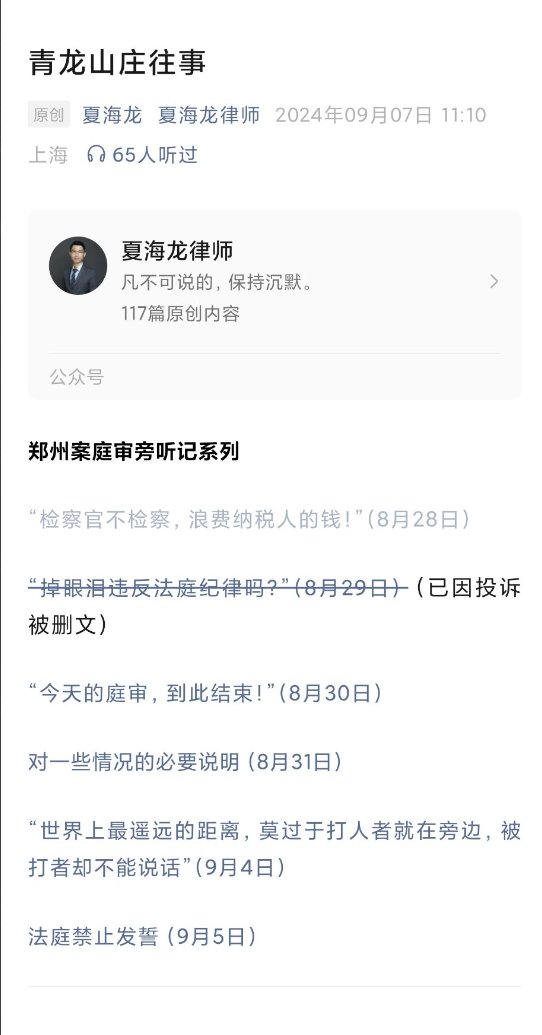 青龙山庄往事
原创 夏海龙 夏海龙律师 2024年09月07日 11:10
上海 65人听过
夏海龙律师
凡不可说的，保持沉默。
117篇原创内容
公众号
郑州案庭审旁听记系列
“检察官不检察，浪费纳税人的钱！”（8月28日）
“掉眼泪违反法庭纪律吗？”（8月29日）（已因投诉
被删文）
“今天的庭审，到此结束！”（8月30日）
对一些情况的必要说明（8月31日）
“世界上最遥远的距离，莫过于打人者就在旁边，被
打者却不能说话”（9月4日）
法庭禁止发誓（9月5日）